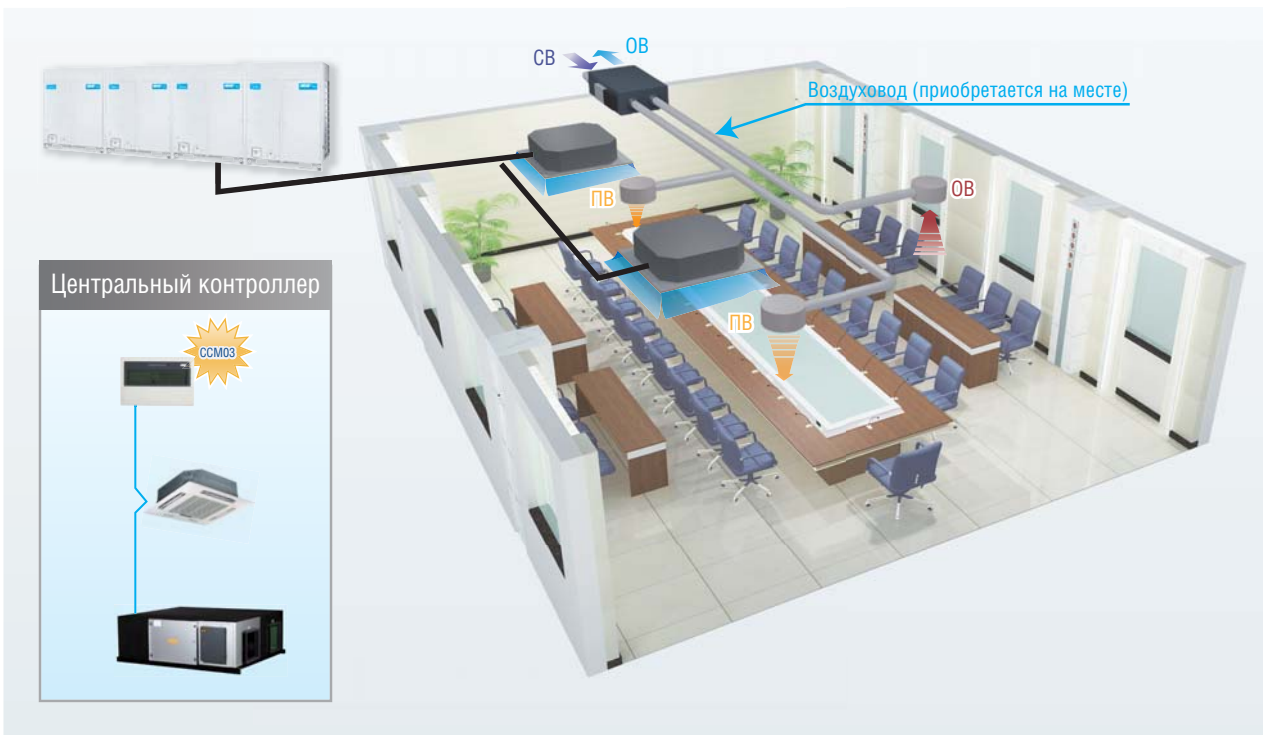 СВ
ОВ
Воздуховод (приобретается на месте)
ПВ
ОВ
ПВ
Центральный контроллер
CCM03